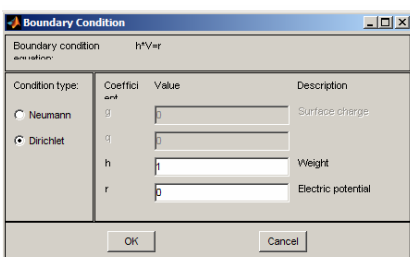 Boundary Condition
Boundary condition h*V=r
equation:
Condition type:
Coeffici Value Description
ent
g 0 Surface charge
Neumann
q 0
Dirichlet
h 1 Weight
r 0 Electric potential
OK Cancel